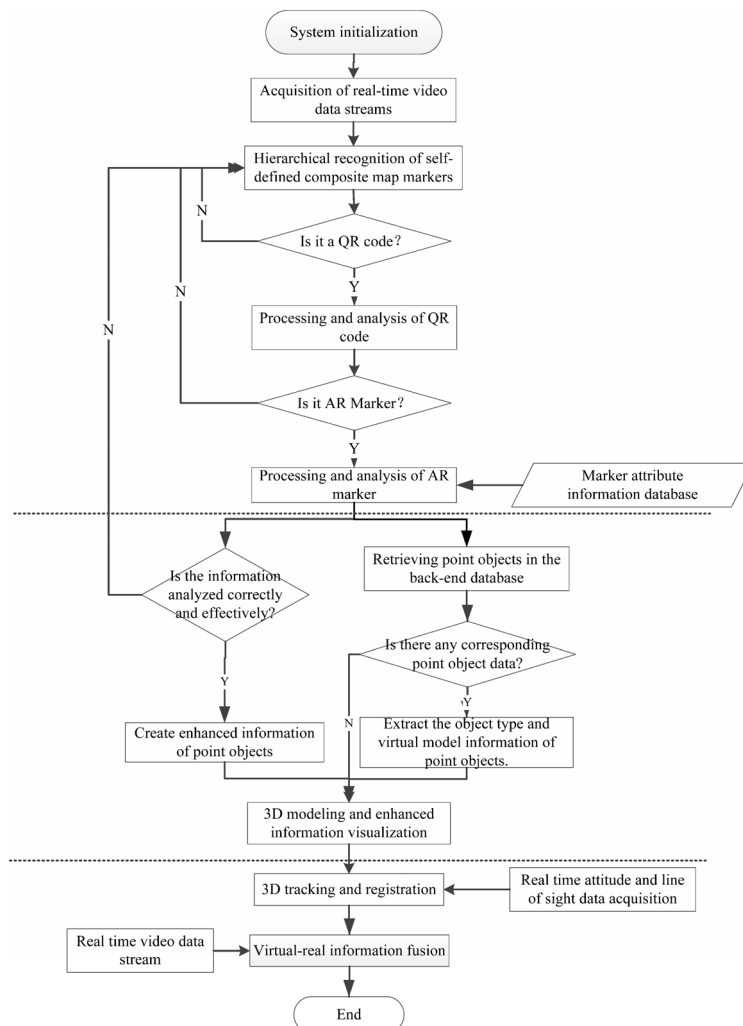 System initialization
Acquisition of real-time video
data streams
Hierarchical recognition of self-
defined composite map markers
N
Is it a QR code?
N
Y
N
Processing and analysis of QR
code
Is it AR Marker?
Y
Processing and analysis of AR
marker
Marker attribute
information database
Is the information
analyzed correctly
and effectively?
Retrieving point objects in the
back-end database
Is there any corresponding
point object data?
Y
Y
N
Create enhanced information
of point objects
Extract the object type and
virtual model information of
point objects.
3D modeling and enhanced
information visualization
3D tracking and registration
Real time attitude and line
of sight data acquisition
Real time video data
stream
Virtual-real information fusion
End